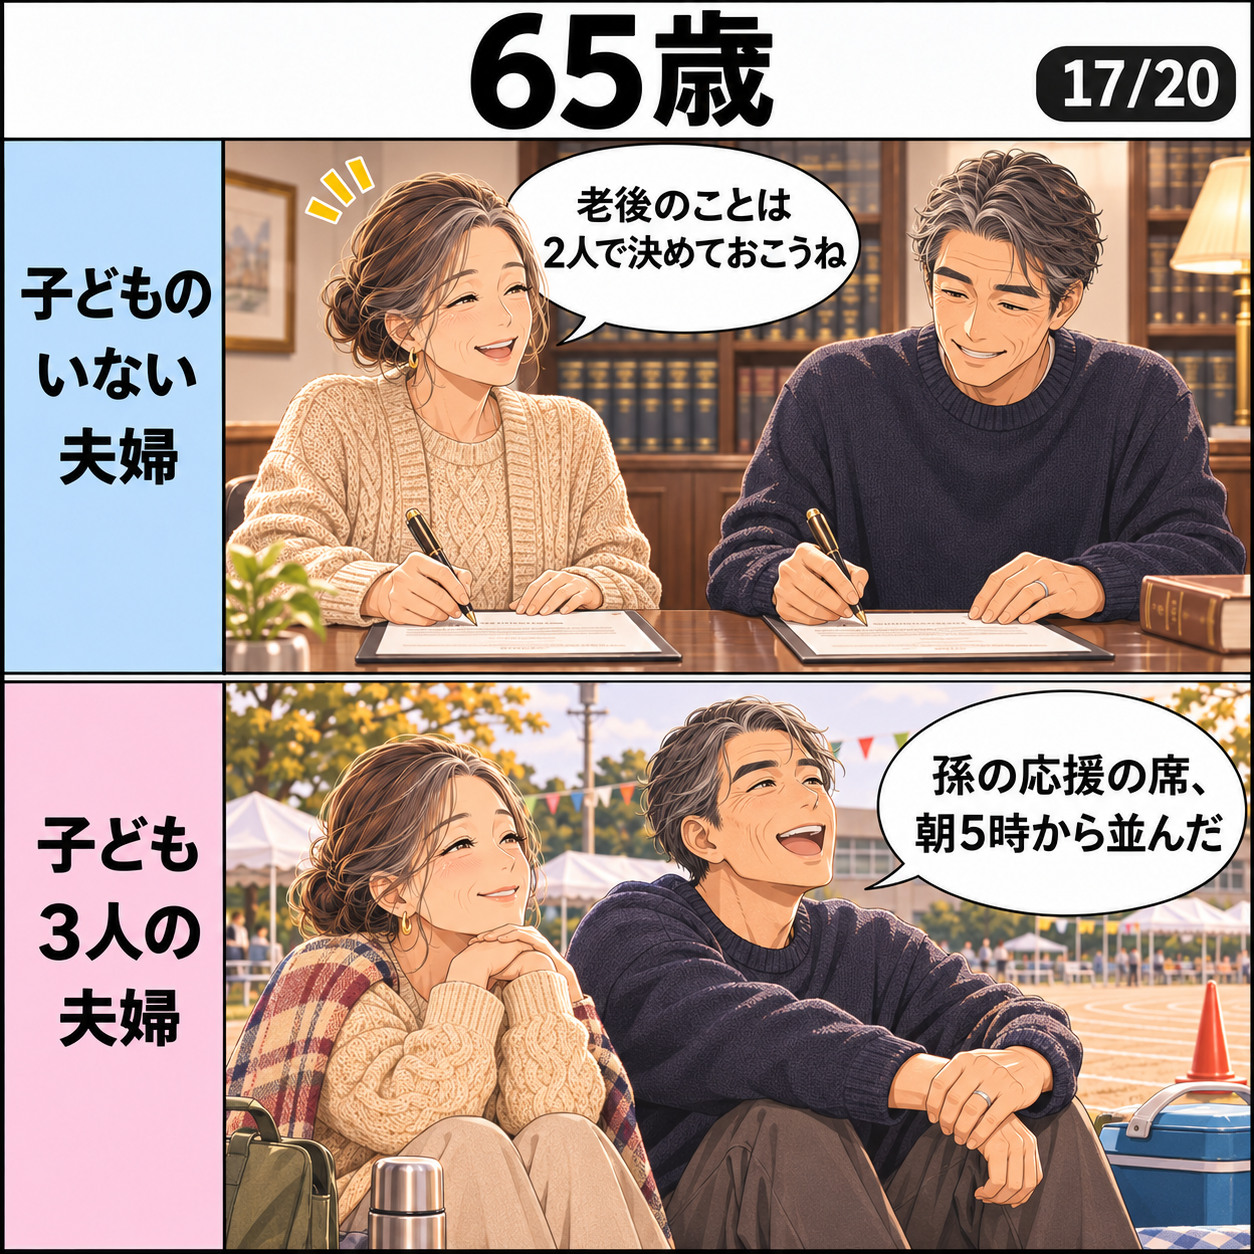 65歳
17/20
子どもの
いない
夫婦
老後のことは
2人で決めておこうね
子ども
3人の
夫婦
孫の応援の席、
朝5時から並んだ